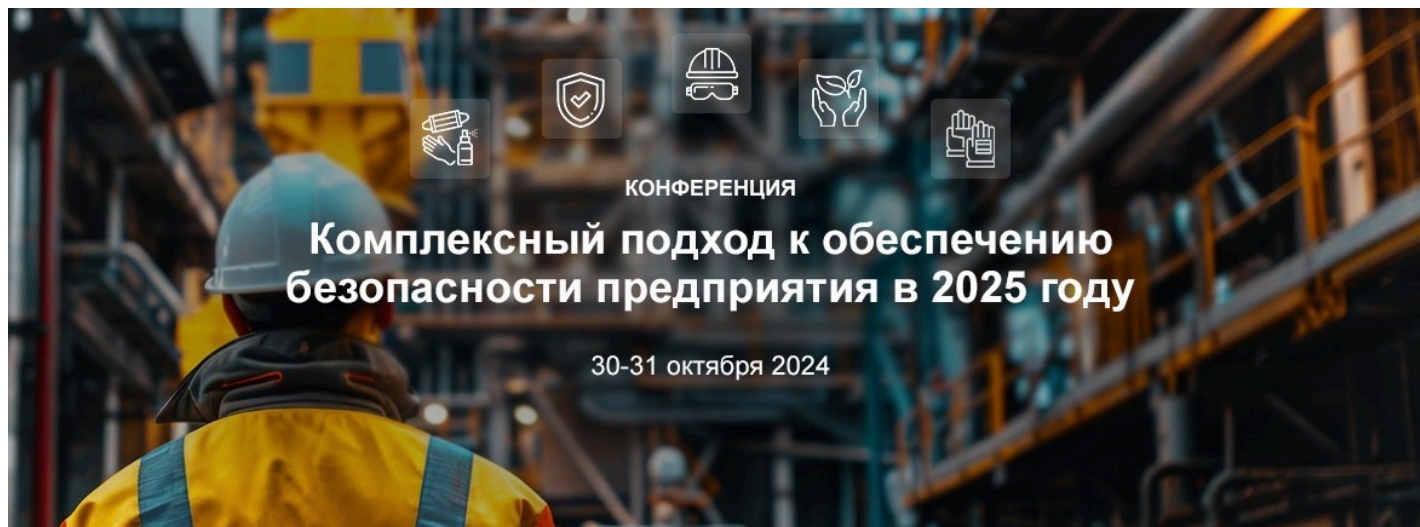 КОНФЕРЕНЦИЯ
Комплексный подход к обеспечению
безопасности предприятия в 2025 году
30-31 октября 2024